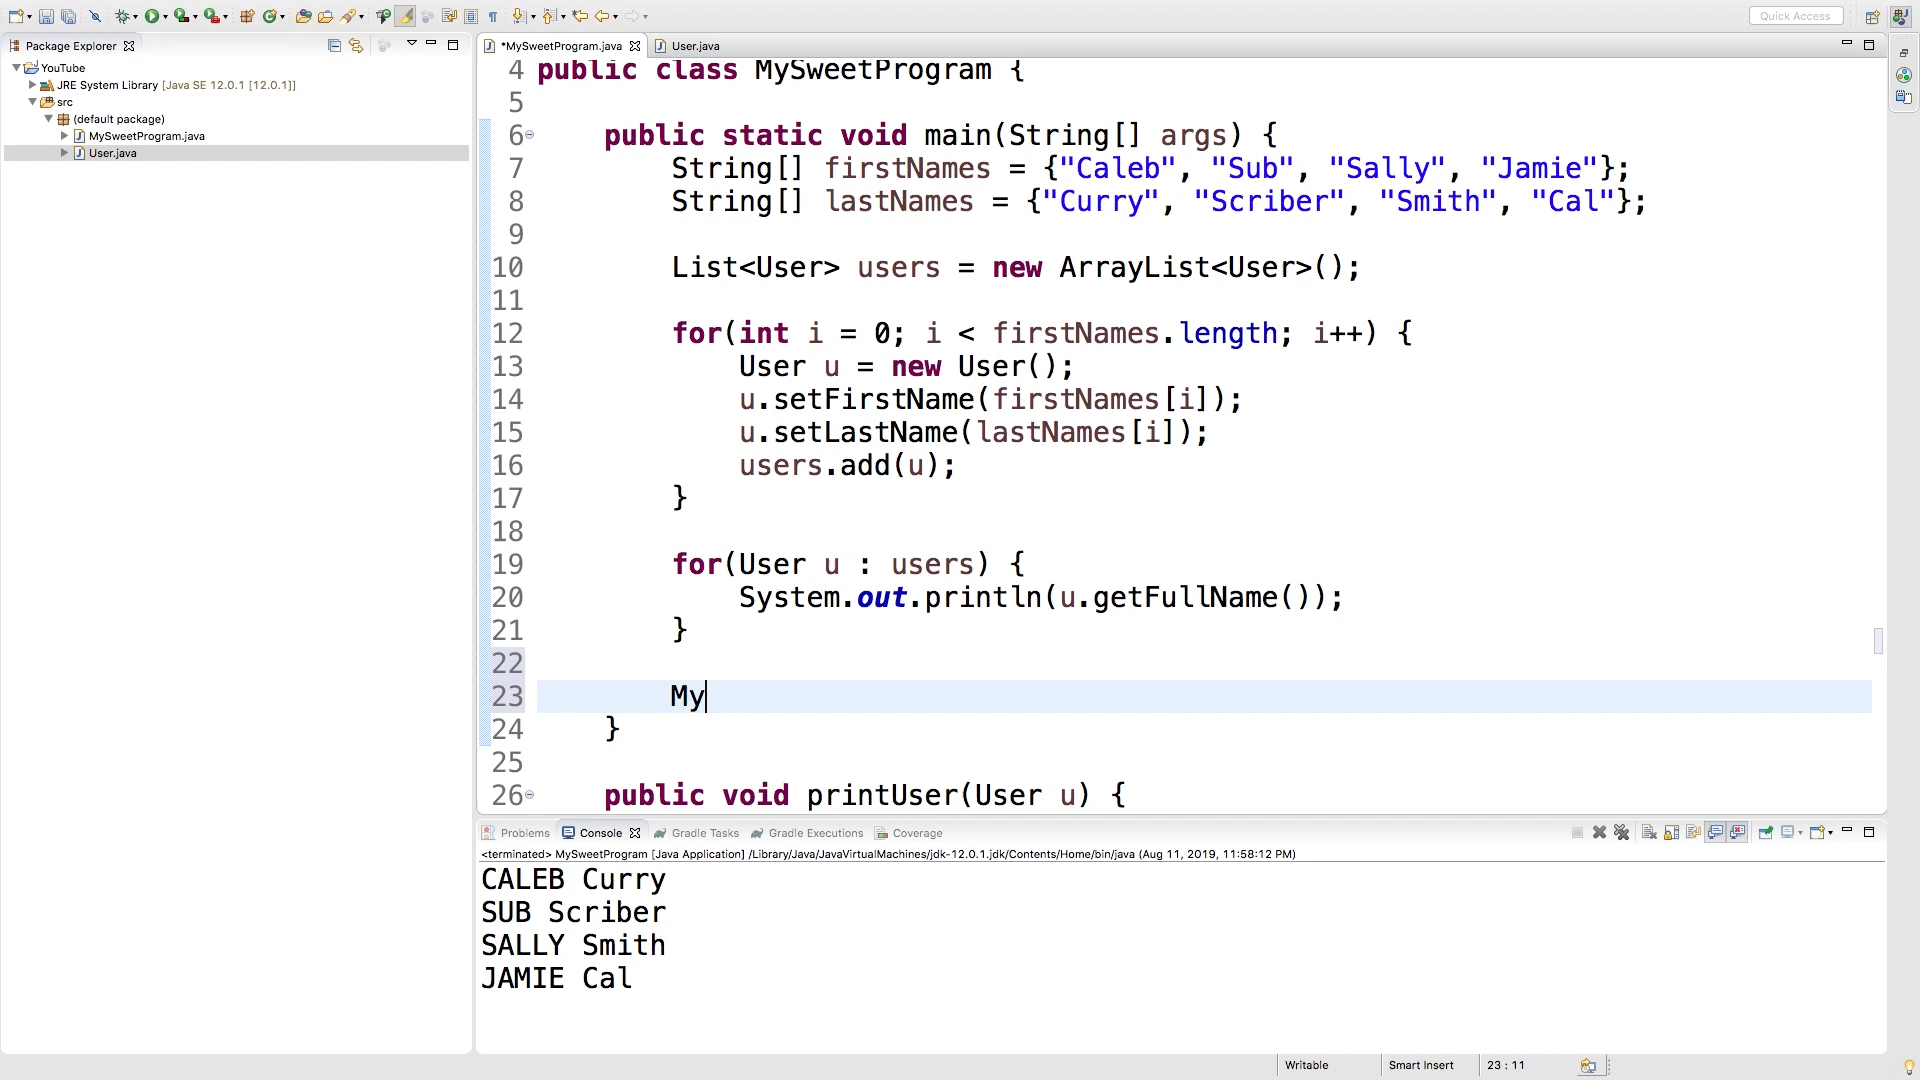 Quick Access
Package Explorer
YouTube
JRE System Library [Java SE 12.0.1 [12.0.1]]
src
(default package)
MySweetProgram.java
User.java
*MySweetProgram.java
User.java
4 public class MySweetProgram {
5
6 public static void main(String[] args) {
7 String[] firstNames = {"Caleb", "Sub", "Sally", "Jamie"};
8 String[] lastNames = {"Curry", "Scriber", "Smith", "Cal"};
9
10 List<User> users = new ArrayList<User>();
11
12 for(int i = 0; i < firstNames.length; i++) {
13 User u = new User();
14 u.setFirstName(firstNames[i]);
15 u.setLastName(lastNames[i]);
16 users.add(u);
17 }
18
19 for(User u : users) {
20 System.out.println(u.getFullName());
21 }
22
23 My
24 }
25
26 public void printUser(User u) {
Problems
Console
Gradle Tasks
Gradle Executions
Coverage
<terminated> MySweetProgram [Java Application] /Library/Java/JavaVirtualMachines/jdk-12.0.1.jdk/Contents/Home/bin/java (Aug 11, 2019, 11:58:12 PM)
CALEB Curry
SUB Scriber
SALLY Smith
JAMIE Cal
Writable
Smart Insert
23 : 11